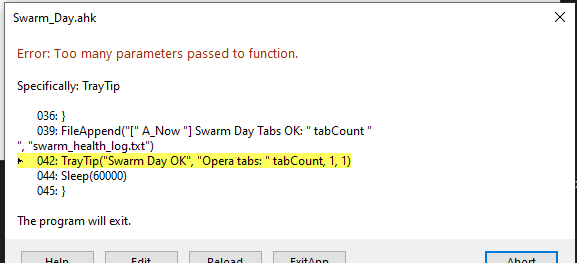 Swarm_Day.ahk
Error: Too many parameters passed to function.
Specifically: TrayTip
036: }
039: FileAppend("[" A_Now "] Swarm Day Tabs OK: " tabCount "
", "swarm_health_log.txt")
042: TrayTip("Swarm Day OK", "Opera tabs: " tabCount, 1, 1)
044: Sleep(60000)
045: }
The program will exit.
Help Edit Reload ExitApp Abort